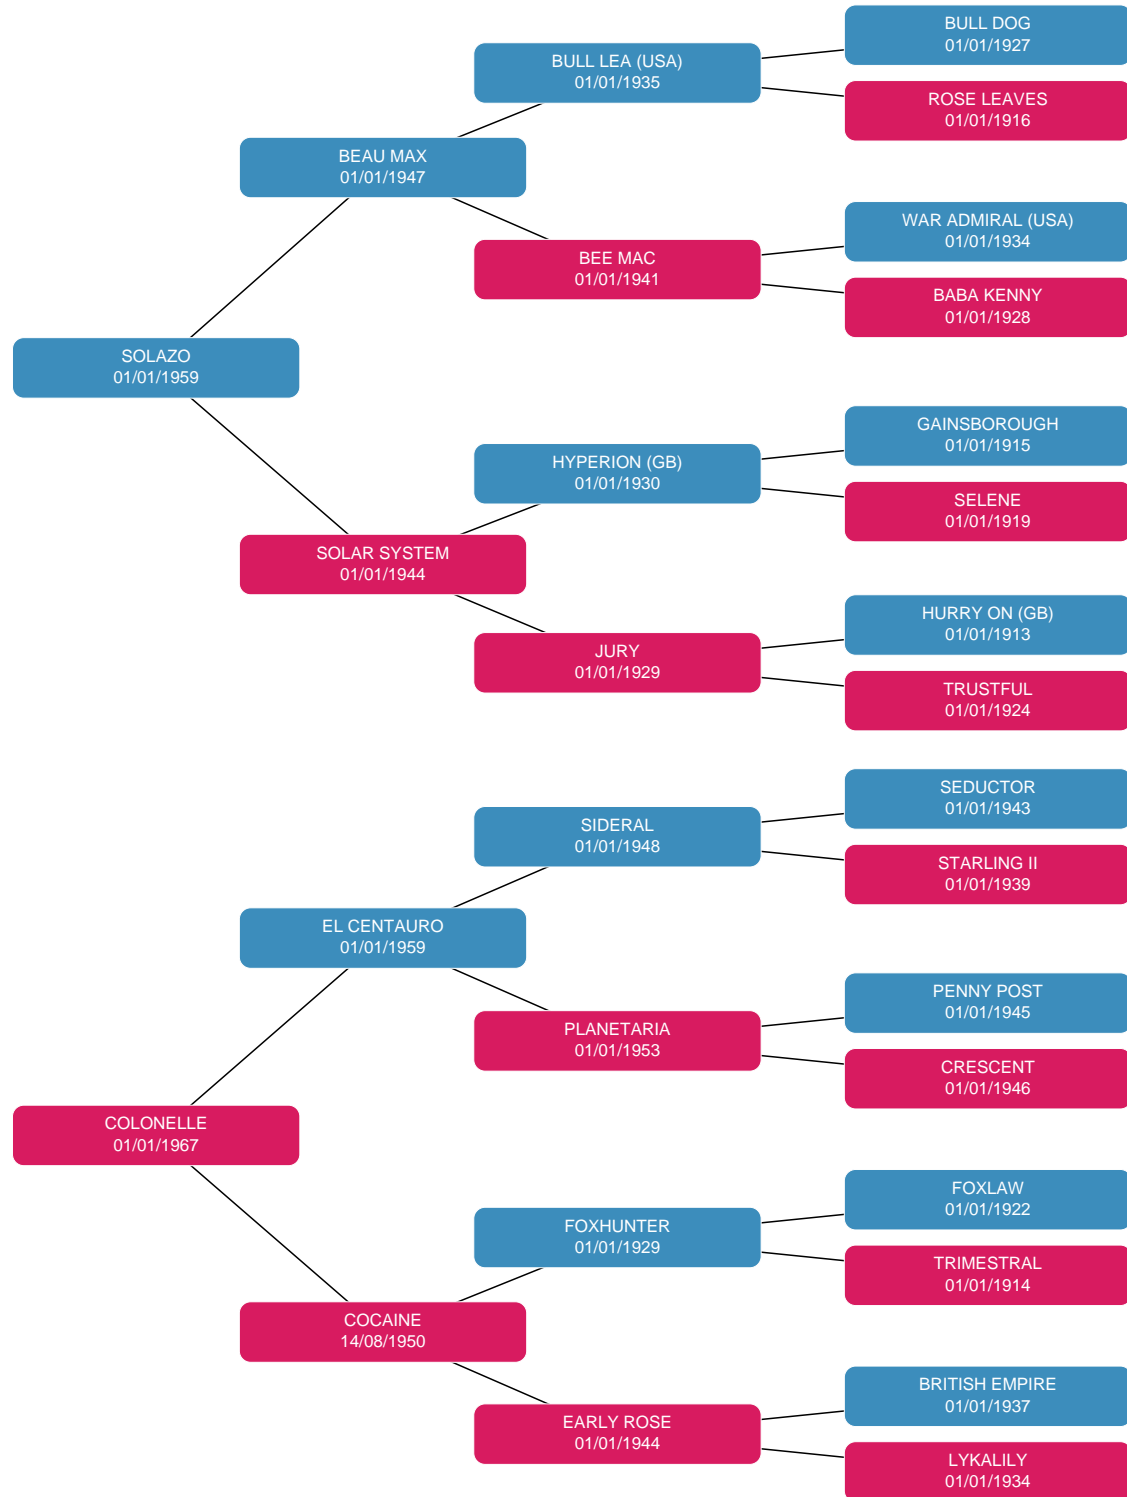 BULL DOG
01/01/1927
BULL LEA (USA)
01/01/1935
ROSE LEAVES
01/01/1916
BEAU MAX
01/01/1947
WAR ADMIRAL (USA)
01/01/1934
BEE MAC
01/01/1941
BABA KENNY
01/01/1928
SOLAZO
01/01/1959
GAINSBOROUGH
01/01/1915
HYPERION (GB)
01/01/1930
SELENE
01/01/1919
SOLAR SYSTEM
01/01/1944
HURRY ON (GB)
01/01/1913
JURY
01/01/1929
TRUSTFUL
01/01/1924
SEDUCTOR
01/01/1943
SIDERAL
01/01/1948
STARLING II
01/01/1939
EL CENTAURO
01/01/1959
PENNY POST
01/01/1945
PLANETARIA
01/01/1953
CRESCENT
01/01/1946
COLONELLE
01/01/1967
FOXLAW
01/01/1922
FOXHUNTER
01/01/1929
TRIMESTRAL
01/01/1914
COCAINE
14/08/1950
BRITISH EMPIRE
01/01/1937
EARLY ROSE
01/01/1944
LYKALILY
01/01/1934